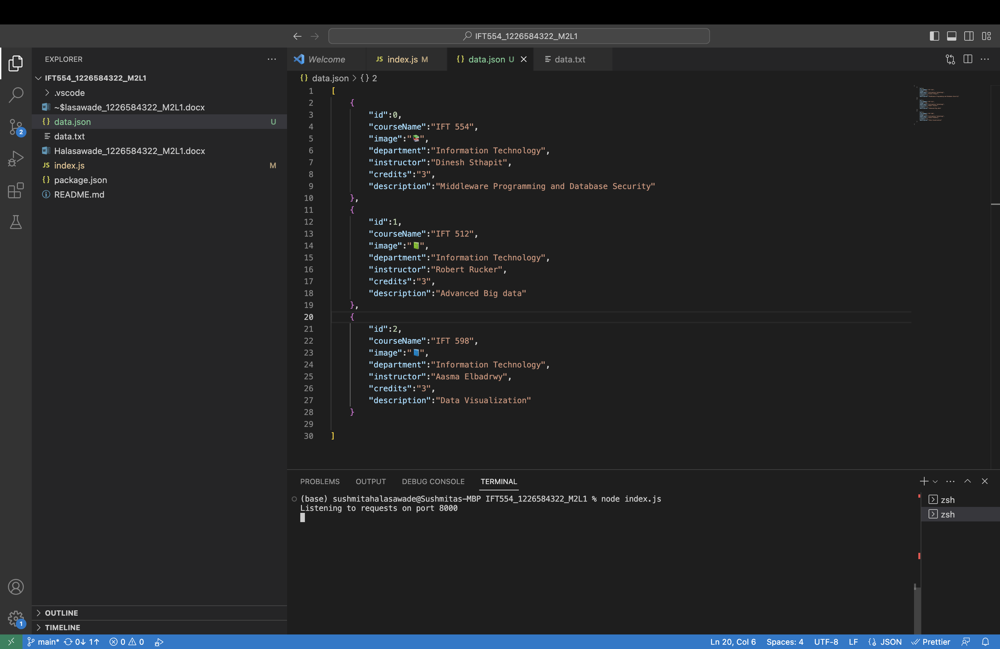 IFT554_1226584322_M2L1
EXPLORER
Welcome
JS index.js M
{} data.json U
data.txt
IFT554_1226584322_M2L1
{} data.json > {} 2
.vscode
~$lasawade_1226584322_M2L1.docx
{} data.json U
data.txt
Halasawade_1226584322_M2L1.docx
JS index.js M
{} package.json
README.md
2
1 [
2 {
3 "id":0,
4 "courseName":"IFT 554",
5 "image":"📚",
6 "department":"Information Technology",
7 "instructor":"Dinesh Sthapit",
8 "credits":"3",
9 "description":"Middleware Programming and Database Security"
10 },
11 {
12 "id":1,
13 "courseName":"IFT 512",
14 "image":"📗",
15 "department":"Information Technology",
16 "instructor":"Robert Rucker",
17 "credits":"3",
18 "description":"Advanced Big data"
19 },
20 {
21 "id":2,
22 "courseName":"IFT 598",
23 "image":"📘",
24 "department":"Information Technology",
25 "instructor":"Aasma Elbadrwy",
26 "credits":"3",
27 "description":"Data Visualization"
28 }
29
30 ]
PROBLEMS OUTPUT DEBUG CONSOLE TERMINAL
(base) sushmitahalasawade@Sushmitas-MBP IFT554_1226584322_M2L1 % node index.js
Listening to requests on port 8000
zsh
zsh
OUTLINE
TIMELINE
1
main* 0↓ 1↑ 0 0
Ln 20, Col 6 Spaces: 4 UTF-8 LF JSON Prettier